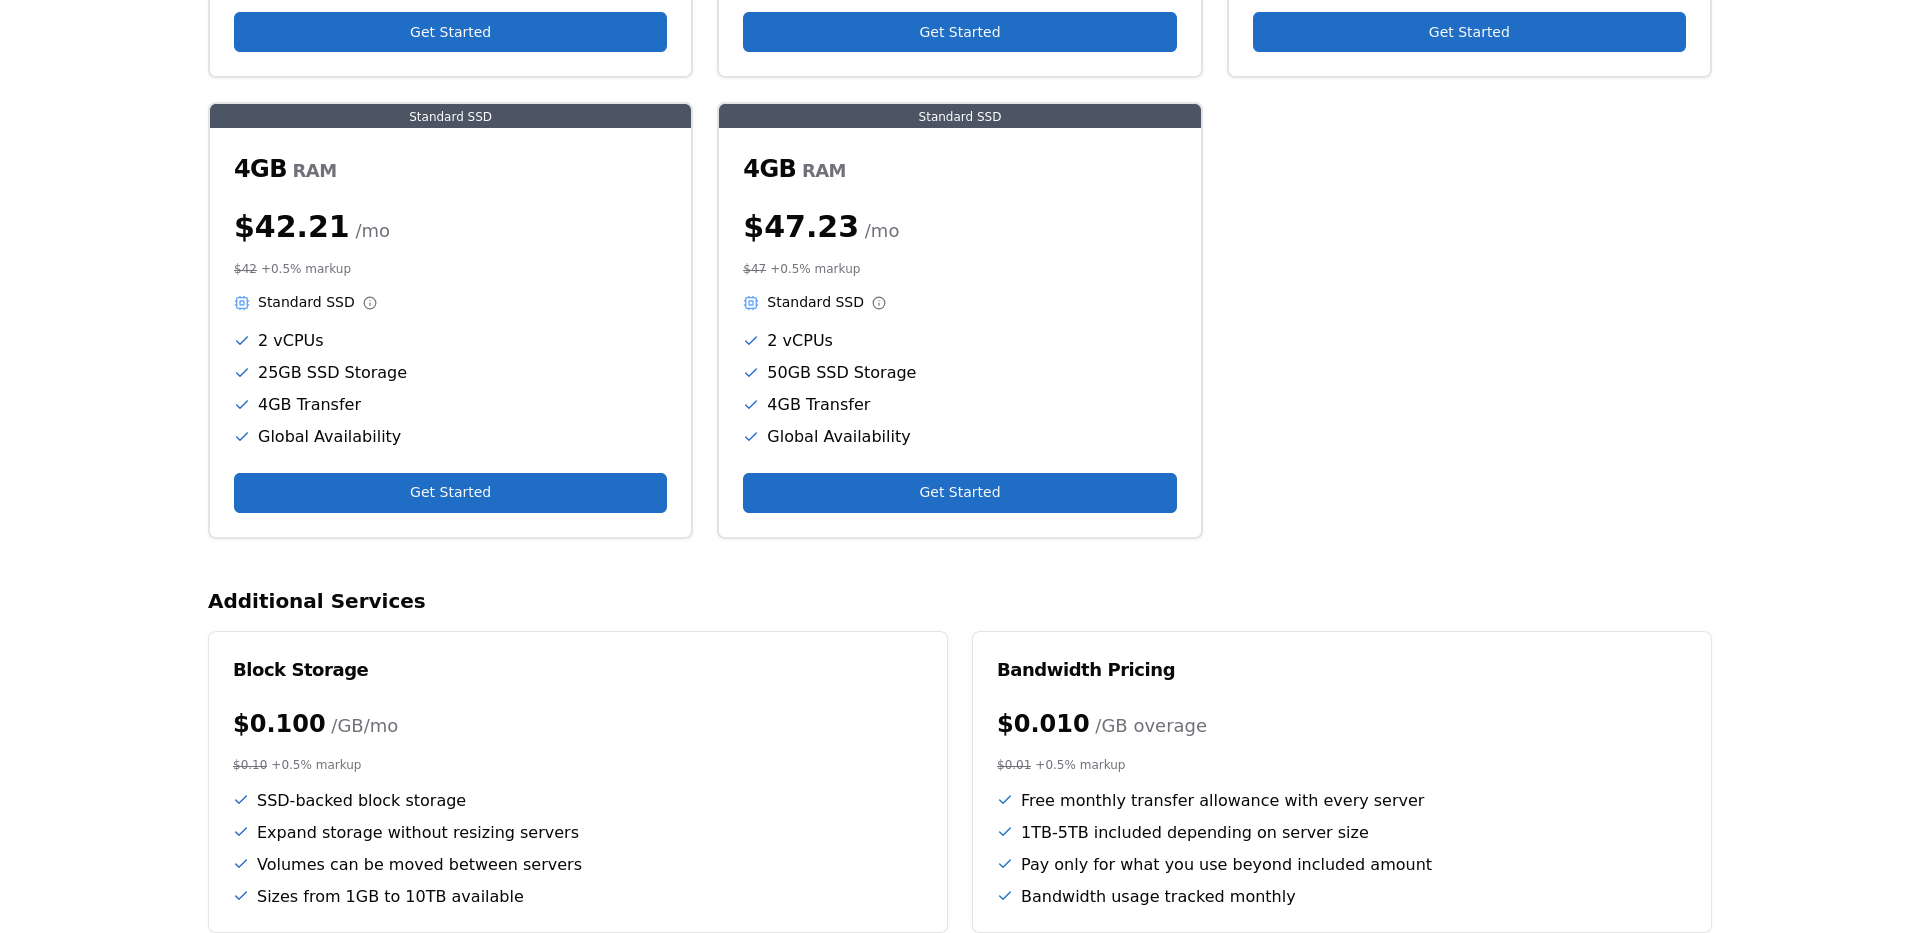 Get Started
Get Started
Get Started
Standard SSD
4GB RAM
$42.21 /mo
$42 +0.5% markup
Standard SSD
2 vCPUs
25GB SSD Storage
4GB Transfer
Global Availability
Get Started
Standard SSD
4GB RAM
$47.23 /mo
$47 +0.5% markup
Standard SSD
2 vCPUs
50GB SSD Storage
4GB Transfer
Global Availability
Get Started
Additional Services
Block Storage
$0.100 /GB/mo
$0.10 +0.5% markup
SSD-backed block storage
Expand storage without resizing servers
Volumes can be moved between servers
Sizes from 1GB to 10TB available
Bandwidth Pricing
$0.010 /GB overage
$0.01 +0.5% markup
Free monthly transfer allowance with every server
1TB-5TB included depending on server size
Pay only for what you use beyond included amount
Bandwidth usage tracked monthly